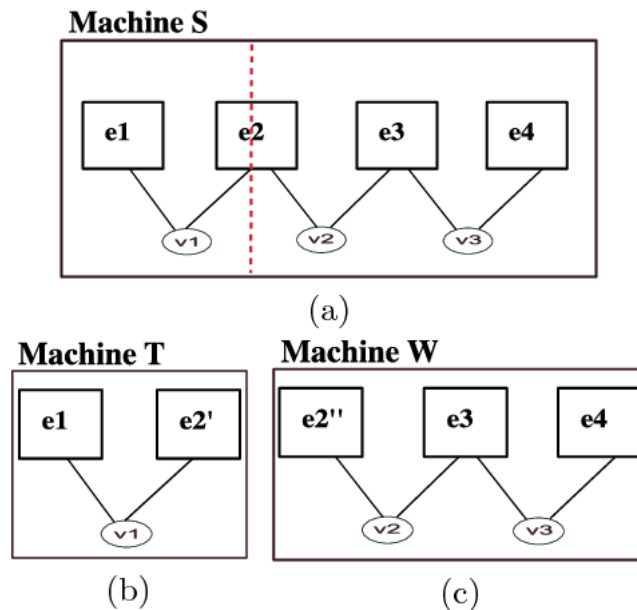 Machine S
e1 e2 e3 e4
v1 v2 v3
(a)
Machine T
e1 e2'
v1
(b)
Machine W
e2'' e3 e4
v2 v3
(c)